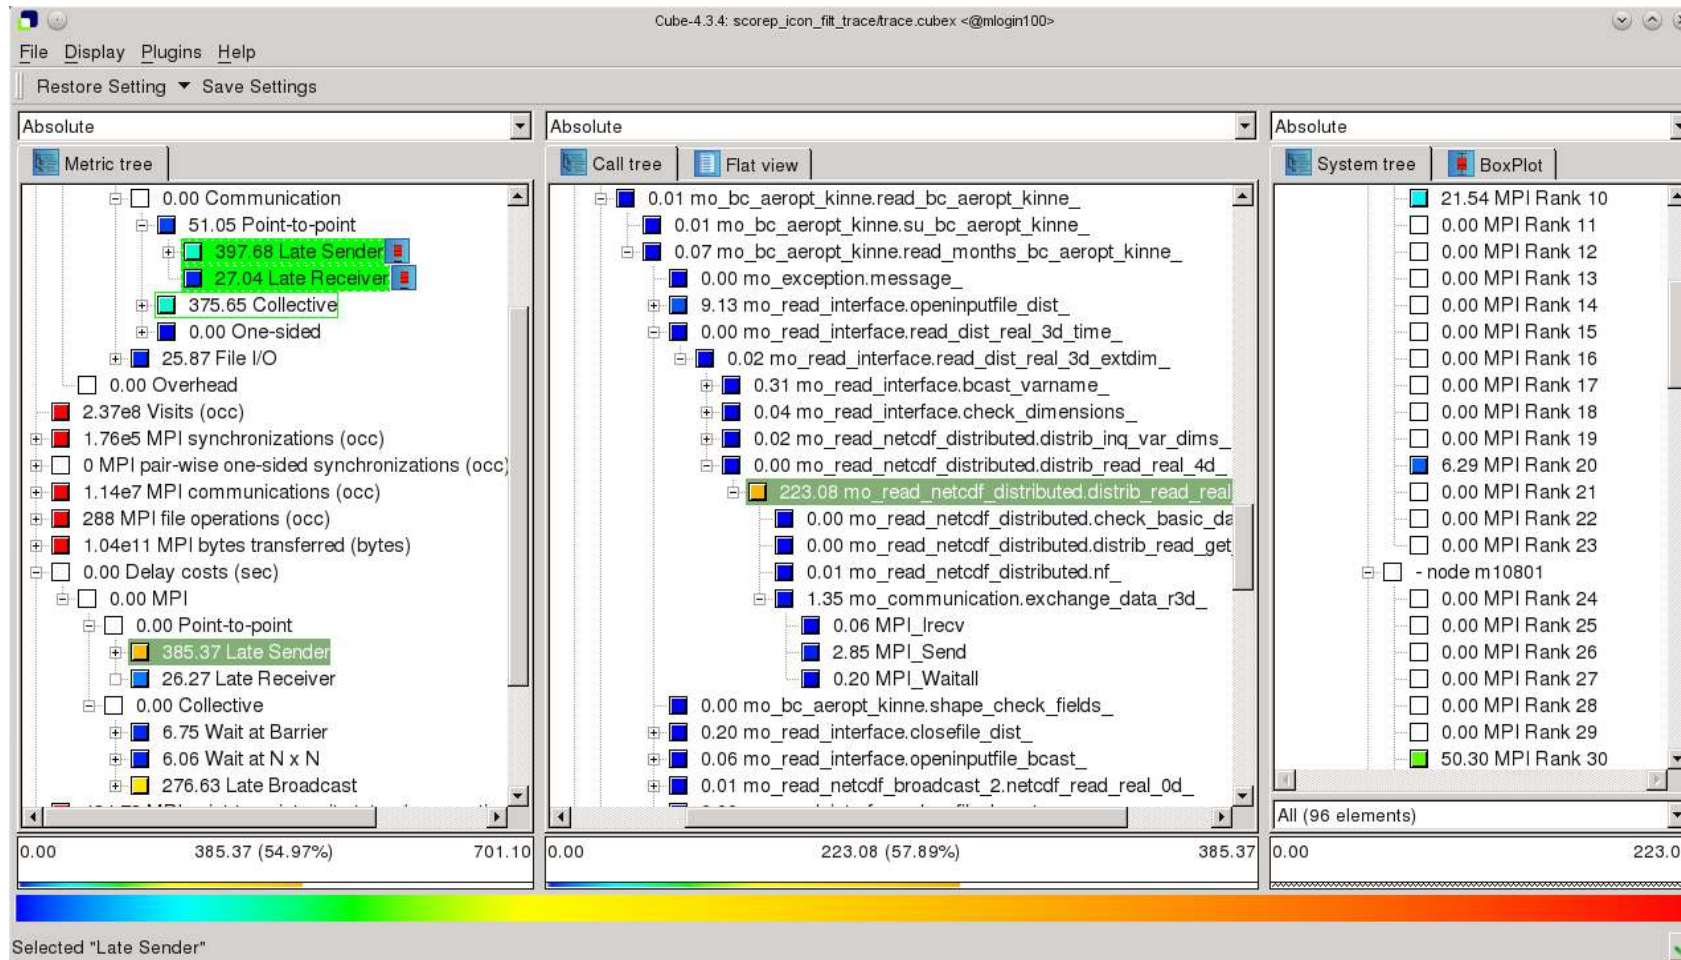 Cube-4.3.4: scorep_icon_filt_trace/trace.cubex <@mlogin100>
File Display Plugins Help
Restore Setting Save Settings
Absolute
Metric tree
0.00 Communication
51.05 Point-to-point
397.68 Late Sender
27.04 Late Receiver
375.65 Collective
0.00 One-sided
25.87 File I/O
0.00 Overhead
2.37e8 Visits (occ)
1.76e5 MPI synchronizations (occ)
0 MPI pair-wise one-sided synchronizations (occ)
1.14e7 MPI communications (occ)
288 MPI file operations (occ)
1.04e11 MPI bytes transferred (bytes)
0.00 Delay costs (sec)
0.00 MPI
0.00 Point-to-point
385.37 Late Sender
26.27 Late Receiver
0.00 Collective
6.75 Wait at Barrier
6.06 Wait at N x N
276.63 Late Broadcast
0.00 385.37 (54.97%) 701.10
Absolute
Call tree Flat view
0.01 mo_bc_aeropt_kinne.read_bc_aeropt_kinne_
0.01 mo_bc_aeropt_kinne.su_bc_aeropt_kinne_
0.07 mo_bc_aeropt_kinne.read_months_bc_aeropt_kinne_
0.00 mo_exception.message_
9.13 mo_read_interface.openinputfile_dist_
0.00 mo_read_interface.read_dist_real_3d_time_
0.02 mo_read_interface.read_dist_real_3d_extdim_
0.31 mo_read_interface.bcast_varname_
0.04 mo_read_interface.check_dimensions_
0.02 mo_read_netcdf_distributed.distrib_inq_var_dims_
0.00 mo_read_netcdf_distributed.distrib_read_real_4d_
223.08 mo_read_netcdf_distributed.distrib_read_real
0.00 mo_read_netcdf_distributed.check_basic_da
0.00 mo_read_netcdf_distributed.distrib_read_get
0.01 mo_read_netcdf_distributed.nf_
1.35 mo_communication.exchange_data_r3d_
0.06 MPI_Irecv
2.85 MPI_Send
0.20 MPI_Waitall
0.00 mo_bc_aeropt_kinne.shape_check_fields_
0.20 mo_read_interface.closefile_dist_
0.06 mo_read_interface.openinputfile_bcast_
0.01 mo_read_netcdf_broadcast_2.netcdf_read_real_0d_
0.00 223.08 (57.89%) 385.37
Absolute
System tree BoxPlot
21.54 MPI Rank 10
0.00 MPI Rank 11
0.00 MPI Rank 12
0.00 MPI Rank 13
0.00 MPI Rank 14
0.00 MPI Rank 15
0.00 MPI Rank 16
0.00 MPI Rank 17
0.00 MPI Rank 18
0.00 MPI Rank 19
6.29 MPI Rank 20
0.00 MPI Rank 21
0.00 MPI Rank 22
0.00 MPI Rank 23
- node m10801
0.00 MPI Rank 24
0.00 MPI Rank 25
0.00 MPI Rank 26
0.00 MPI Rank 27
0.00 MPI Rank 28
0.00 MPI Rank 29
50.30 MPI Rank 30
All (96 elements)
0.00 223.0
Selected "Late Sender"